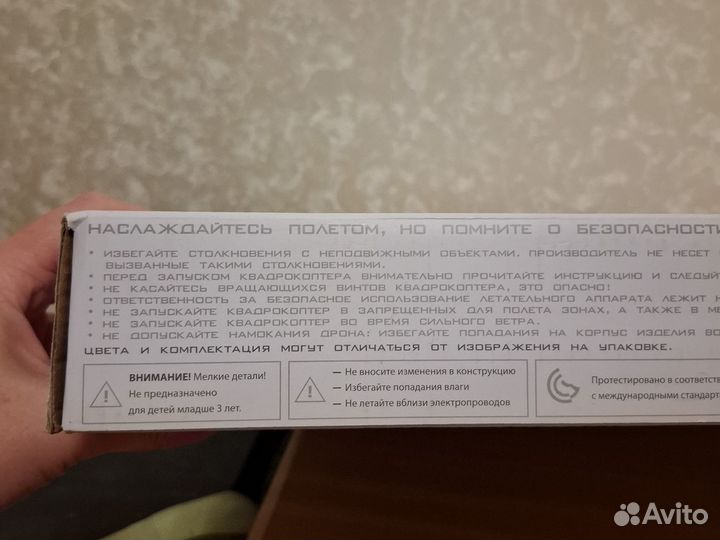 НАСЛАЖДАЙТЕСЬ ПОЛЕТОМ, НО ПОМНИТЕ О БЕЗОПАСНОСТИ
• ИЗБЕГАЙТЕ СТОЛКНОВЕНИЯ С НЕПОДВИЖНЫМИ ОБЪЕКТАМИ. ПРОИЗВОДИТЕЛЬ НЕ НЕСЕТ
ВЫЗВАННЫЕ ТАКИМИ СТОЛКНОВЕНИЯМИ.
• ПЕРЕД ЗАПУСКОМ КВАДРОКОПТЕРА ВНИМАТЕЛЬНО ПРОЧИТАЙТЕ ИНСТРУКЦИЮ И СЛЕДУЙТ
• НЕ КАСАЙТЕСЬ ВРАЩАЮЩИХСЯ ВИНТОВ КВАДРОКОПТЕРА, ЭТО ОПАСНО!
• ОТВЕТСТВЕННОСТЬ ЗА БЕЗОПАСНОЕ ИСПОЛЬЗОВАНИЕ ЛЕТАТЕЛЬНОГО АППАРАТА ЛЕЖИТ
• НЕ ЗАПУСКАЙТЕ КВАДРОКОПТЕР В ЗАПРЕЩЕННЫХ ДЛЯ ПОЛЕТА ЗОНАХ, А ТАКЖЕ В МЕ
• НЕ ЗАПУСКАЙТЕ КВАДРОКОПТЕР ВО ВРЕМЯ СИЛЬНОГО ВЕТРА.
• НЕ ДОПУСКАЙТЕ НАМОКАНИЯ ДРОНА: ИЗБЕГАЙТЕ ПОПАДАНИЯ НА КОРПУС ИЗДЕЛИЯ ВО
ЦВЕТА И КОМПЛЕКТАЦИЯ МОГУТ ОТЛИЧАТЬСЯ ОТ ИЗОБРАЖЕНИЯ НА УПАКОВКЕ.
ВНИМАНИЕ! Мелкие детали!
Не предназначено
для детей младше 3 лет.
— Не вносите изменения в конструкцию
— Избегайте попадания влаги
— Не летайте вблизи электропроводов
Протестировано в соответств
с международными стандарта
Avito